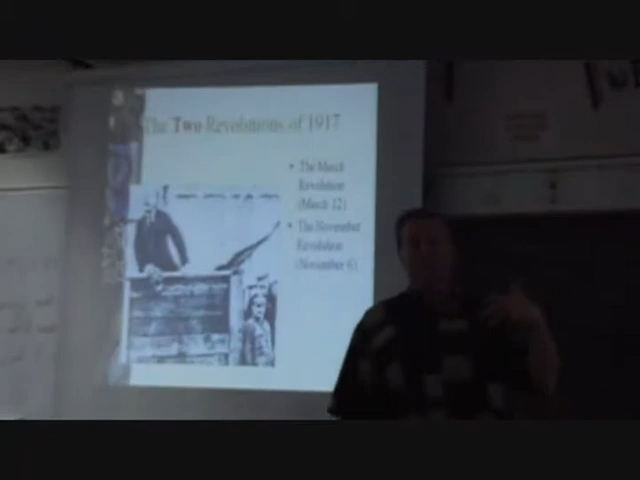 The Two Revolutions of 1917
• The March
Revolution
(March 12)
• The November
Revolution
(November 6)